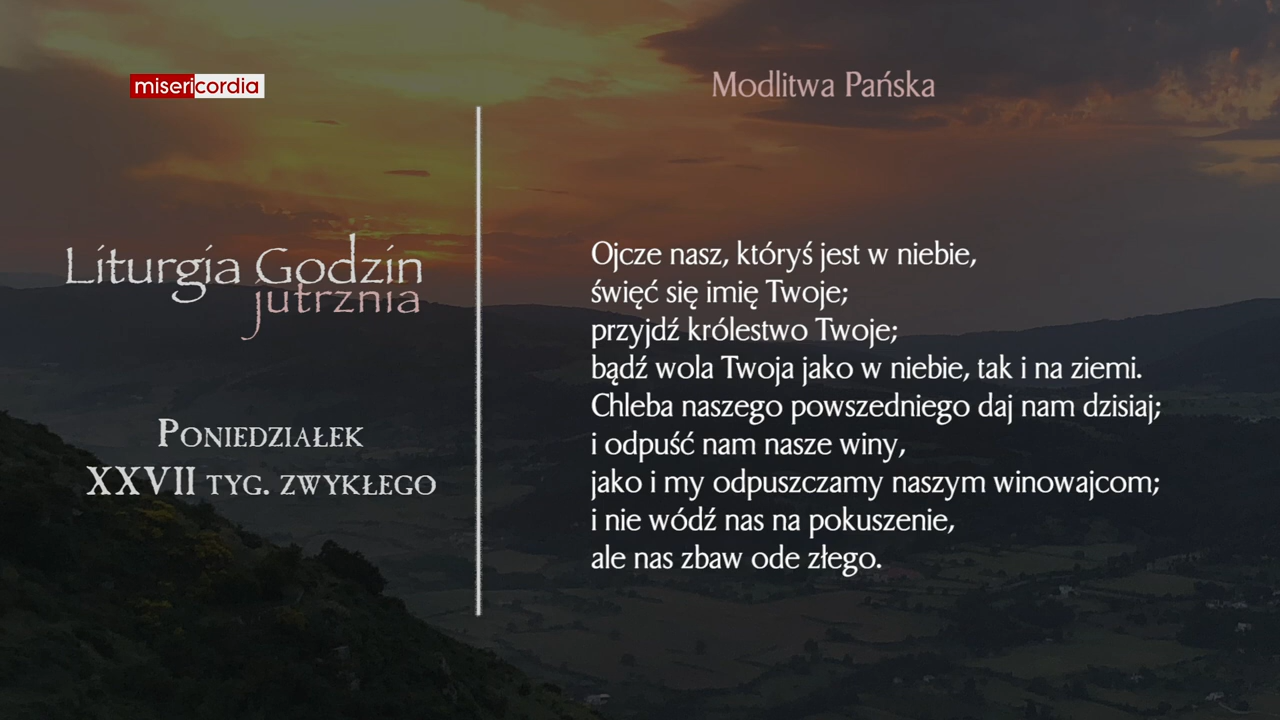 misericordia
Liturgia Godzin
jutrznia
Poniedziałek
XXVII tyg. zwykłego
Modlitwa Pańska
Ojcze nasz, któryś jest w niebie,
święć się imię Twoje;
przyjdź królestwo Twoje;
bądź wola Twoja jako w niebie, tak i na ziemi.
Chleba naszego powszedniego daj nam dzisiaj;
i odpuść nam nasze winy,
jako i my odpuszczamy naszym winowajcom;
i nie wódź nas na pokuszenie,
ale nas zbaw ode złego.